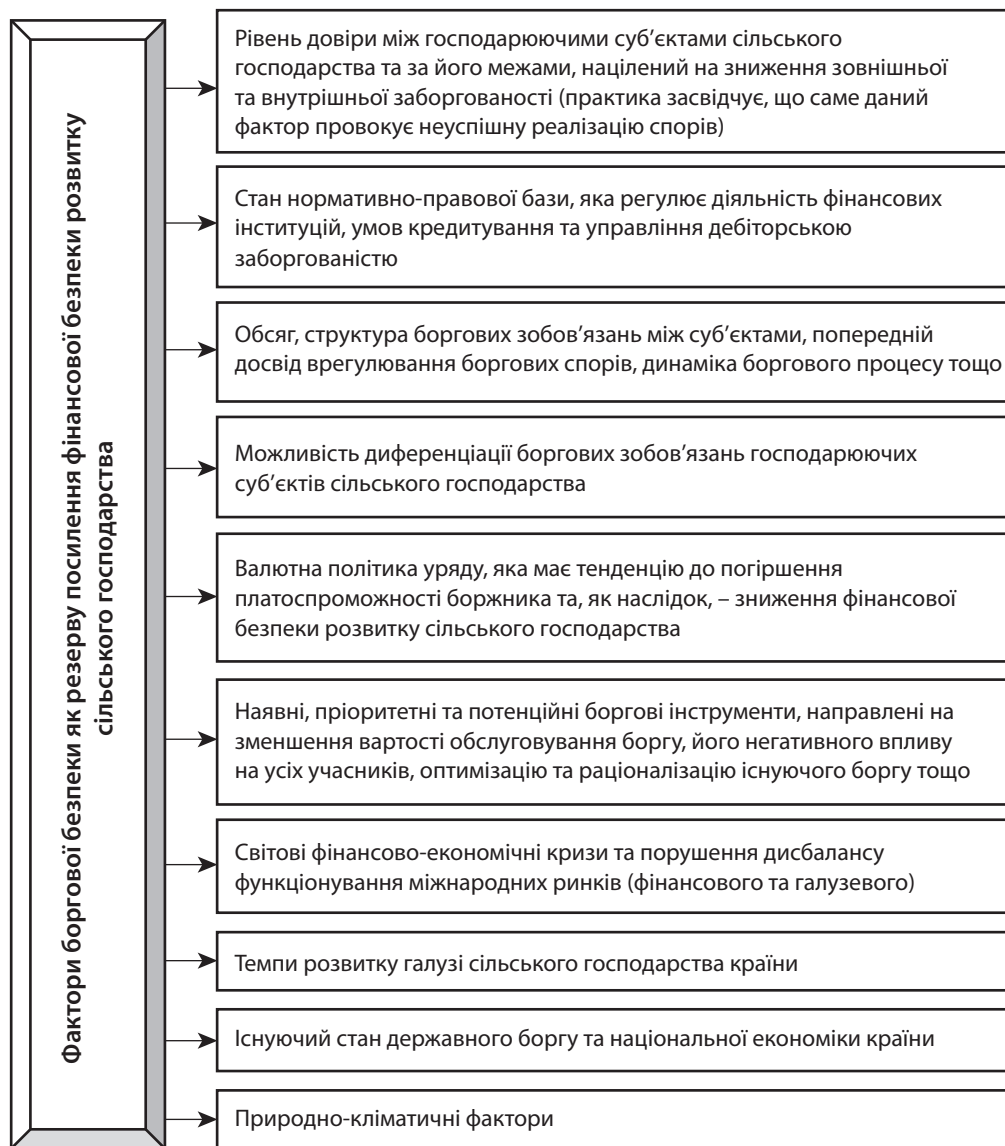 Фактори боргової безпеки як резерву посилення фінансової безпеки розвитку
сільського господарства
Рівень довіри між господарюючими суб’єктами сільського
господарства та за його межами, націлений на зниження зовнішньої
та внутрішньої заборгованості (практика засвідчує, що саме даний
фактор провокує неуспішну реалізацію спорів)
Стан нормативно-правової бази, яка регулює діяльність фінансових
інституцій, умов кредитування та управління дебіторською
заборгованістю
Обсяг, структура боргових зобов’язань між суб’єктами, попередній
досвід врегулювання боргових спорів, динаміка боргового процесу тощо
Можливість диференціації боргових зобов’язань господарюючих
суб’єктів сільського господарства
Валютна політика уряду, яка має тенденцію до погіршення
платоспроможності боржника та, як наслідок, – зниження фінансової
безпеки розвитку сільського господарства
Наявні, пріоритетні та потенційні боргові інструменти, направлені на
зменшення вартості обслуговування боргу, його негативного впливу
на усіх учасників, оптимізацію та раціоналізацію існуючого боргу тощо
Світові фінансово-економічні кризи та порушення дисбалансу
функціонування міжнародних ринків (фінансового та галузевого)
Темпи розвитку галузі сільського господарства країни
Існуючий стан державного боргу та національної економіки країни
Природно-кліматичні фактори